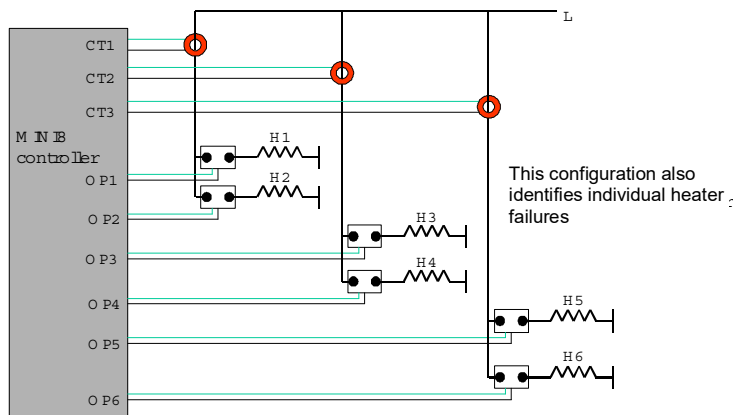 L
CT1
CT2
CT3
MINI8
controller
H1
OP1
H2
OP2
This configuration also
identifies individual heater
failures
H3
OP3
H4
OP4
H5
OP5
H6
OP6